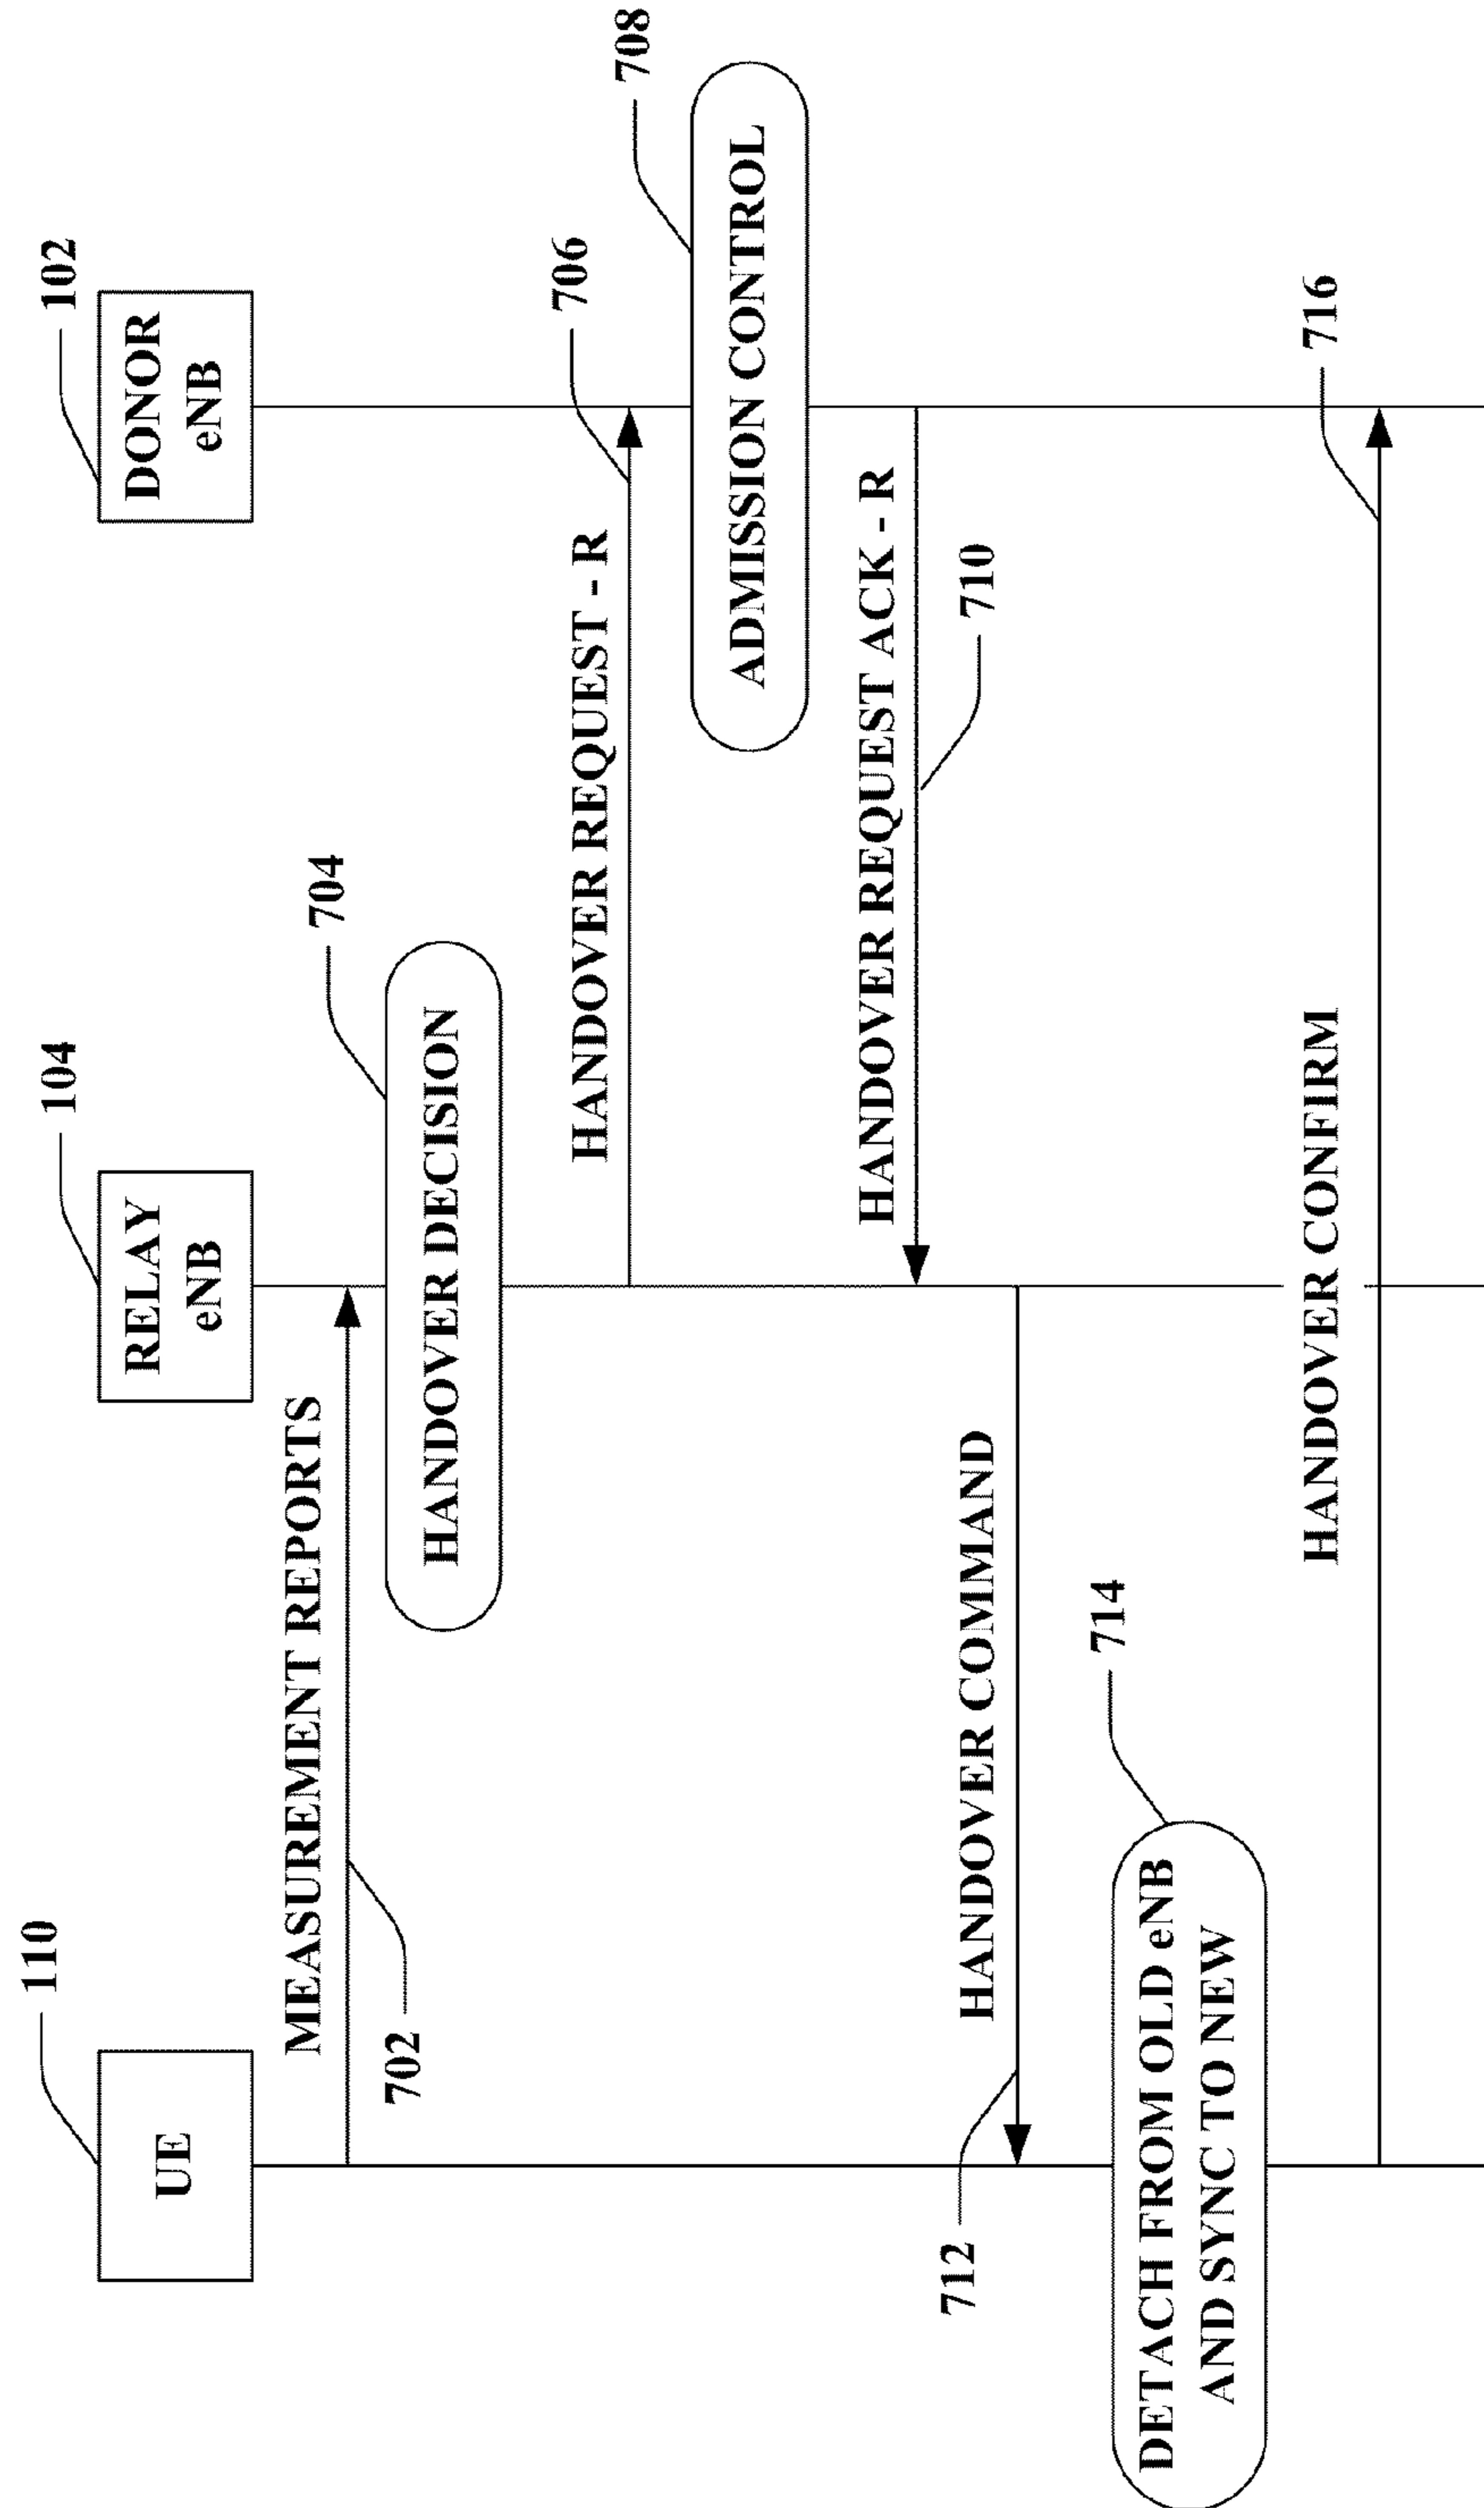 110
104
102
UE
RELAY
eNB
DONOR
eNB
MEASUREMENT REPORTS
702
704
HANDOVER DECISION
706
HANDOVER REQUEST - R
708
ADMISSION CONTROL
HANDOVER REQUEST ACK - R
710
HANDOVER COMMAND
712
714
DETACH FROM OLD eNB
AND SYNC TO NEW
HANDOVER CONFIRM
716